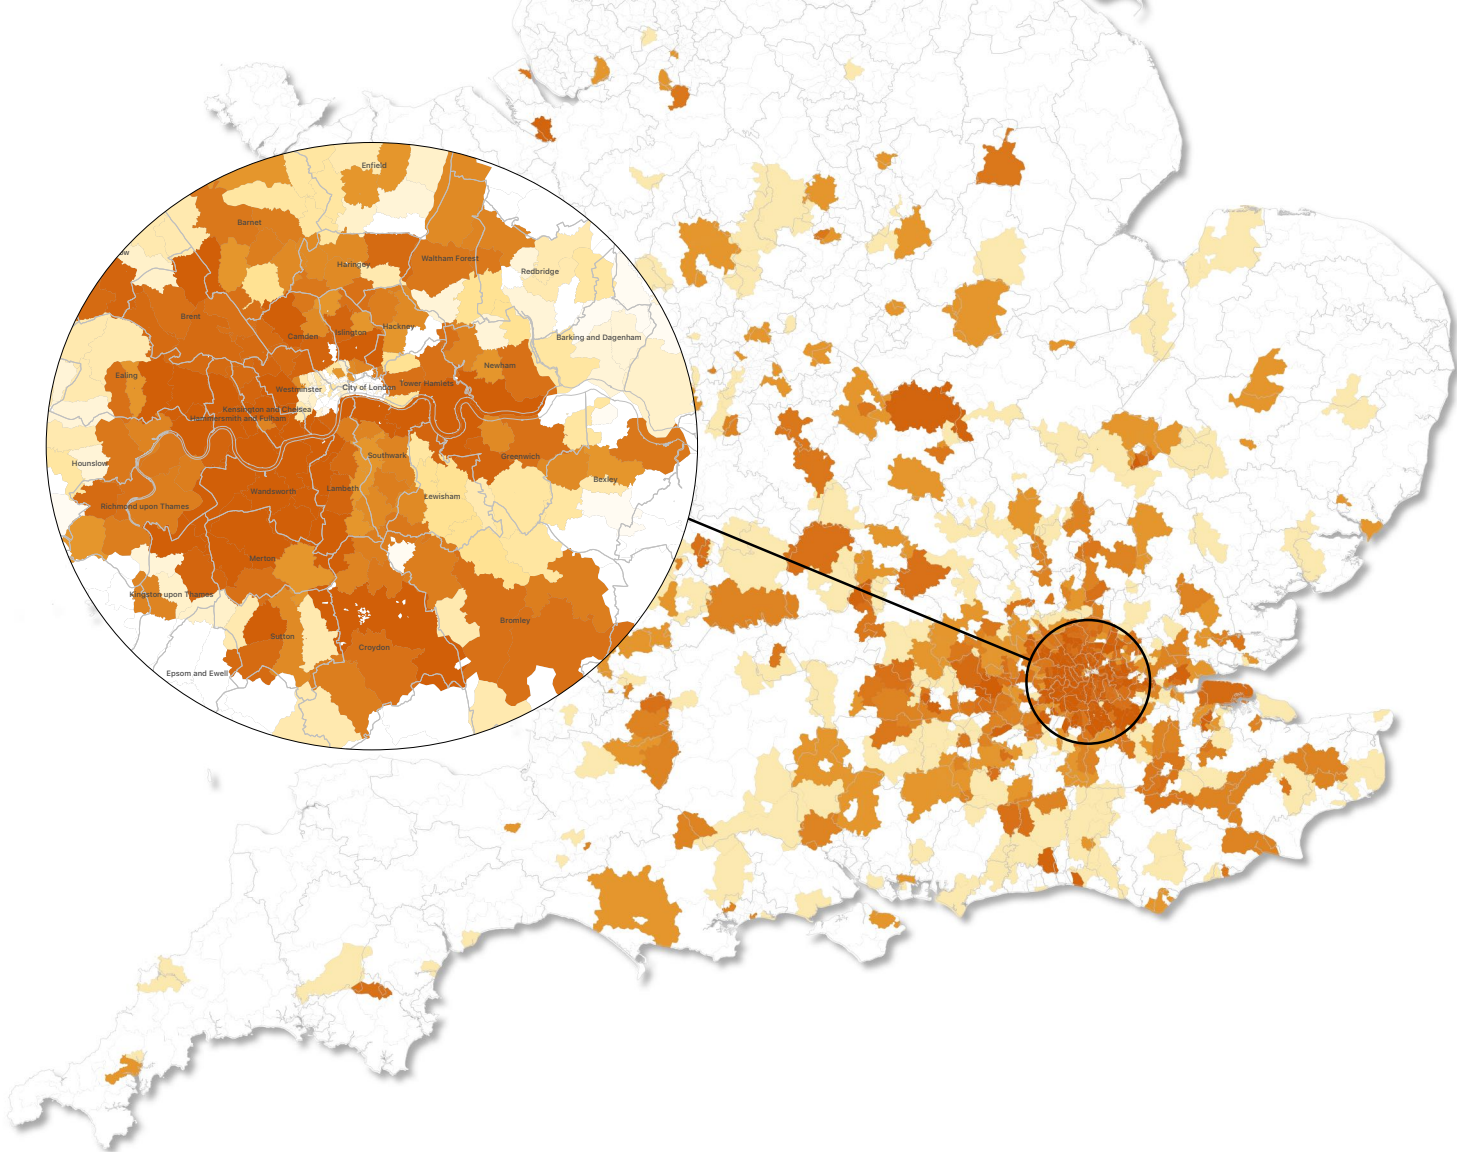 Enfield
Barnet
ow
Haringey
Waltham Forest
Redbridge
Brent
Camden
Islington
Hackney
Barking and Dagenham
Ealing
Newham
Westminster
City of London
Tower Hamlets
Kensington and Chelsea
Hammersmith and Fulham
Southwark
Greenwich
Hounslow
Bexley
Wandsworth
Lambeth
Lewisham
Richmond upon Thames
Merton
Kingston upon Thames
Bromley
Sutton
Croydon
Epsom and Ewell